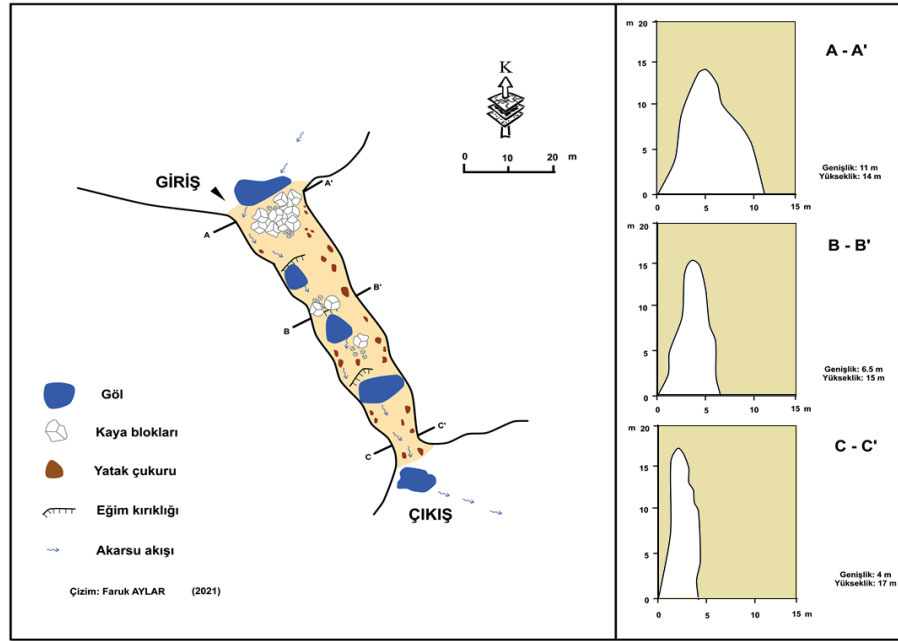 K
0 10 20 m
GİRİŞ
A'
A
B'
B
C'
C
ÇIKIŞ
Göl
Kaya blokları
Yatak çukuru
Eğim kırıklığı
Akarsu akışı
Çizim: Faruk AYLAR (2021)
m 20
15
10
5
0
0 5 10 15 m
A - A'
Genişlik: 11 m
Yükseklik: 14 m
m 20
15
10
5
0
0 5 10 15 m
B - B'
Genişlik: 6.5 m
Yükseklik: 15 m
m 20
15
10
5
0
0 5 10 15 m
C - C'
Genişlik: 4 m
Yükseklik: 17 m